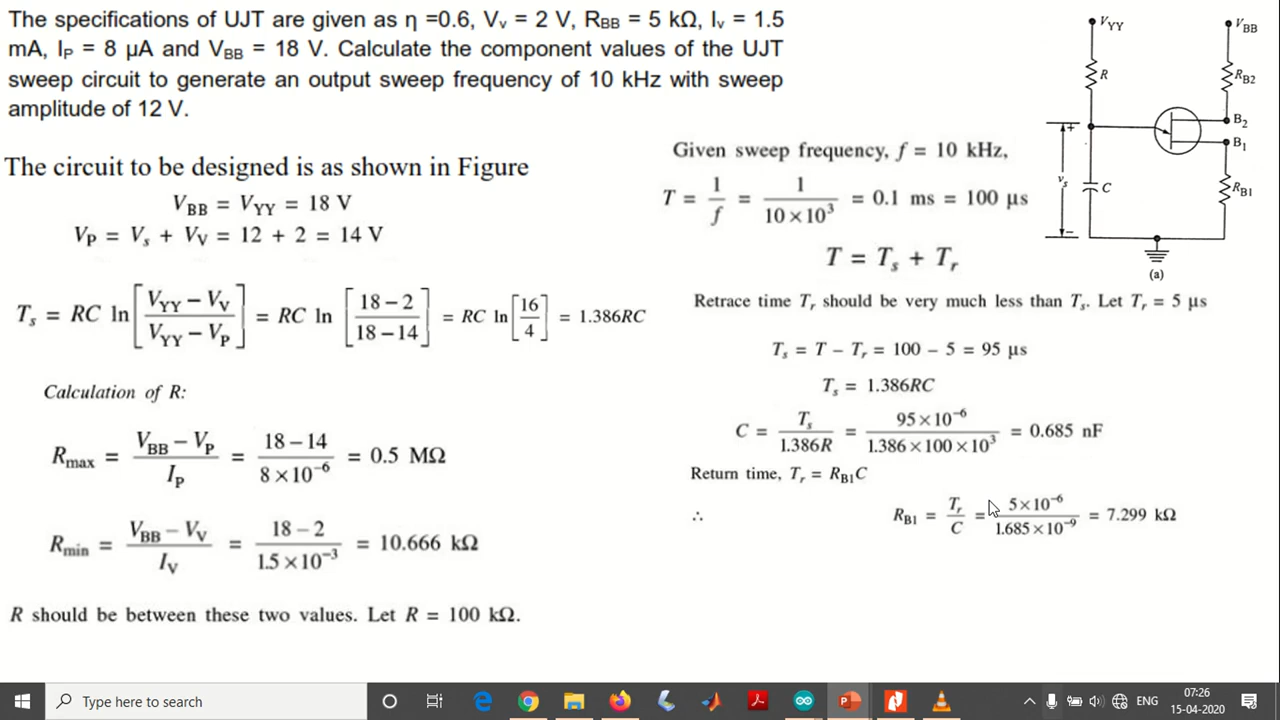 The specifications of UJT are given as η =0.6, Vv = 2 V, RBB = 5 kΩ, Iv = 1.5
mA, IP = 8 µA and VBB = 18 V. Calculate the component values of the UJT
sweep circuit to generate an output sweep frequency of 10 kHz with sweep
amplitude of 12 V.
The circuit to be designed is as shown in Figure
VBB = VYY = 18 V
VP = Vs + VV = 12 + 2 = 14 V
Ts = RC ln[(VYY – VV)/(VYY – VP)] = RC ln[(18 – 2)/(18 – 14)] = RC ln[16/4] = 1.386RC
Calculation of R:
Rmax = (VBB – VP)/IP = (18 – 14)/(8×10⁻⁶) = 0.5 MΩ
Rmin = (VBB – VV)/IV = (18 – 2)/(1.5×10⁻³) = 10.666 kΩ
R should be between these two values. Let R = 100 kΩ.
Given sweep frequency, f = 10 kHz,
T = 1/f = 1/(10×10³) = 0.1 ms = 100 µs
T = Ts + Tr
Retrace time Tr should be very much less than Ts. Let Tr = 5 µs
Ts = T – Tr = 100 – 5 = 95 µs
Ts = 1.386RC
C = Ts/1.386R = (95×10⁻⁶)/(1.386×100×10³) = 0.685 nF
Return time, Tr = RB1C
∴ RB1 = Tr/C = (5×10⁻⁶)/(1.685×10⁻⁹) = 7.299 kΩ
VYY
VBB
R
RB2
B2
B1
+
vs
C
RB1
–
(a)
Type here to search
ENG
07:26
15-04-2020